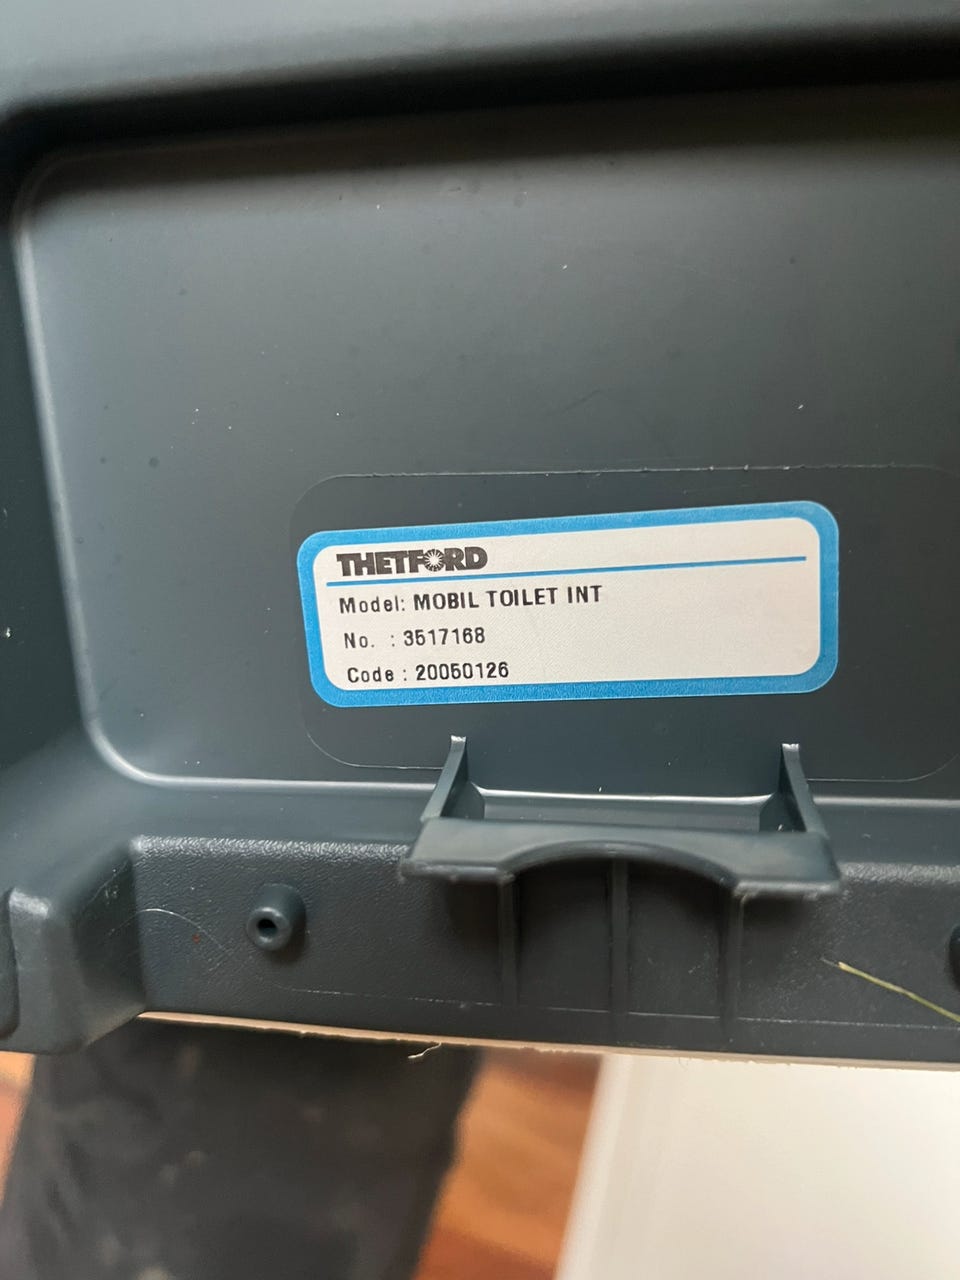 THETFORD
Model: MOBIL TOILET INT
No. : 3517168
Code : 20050126